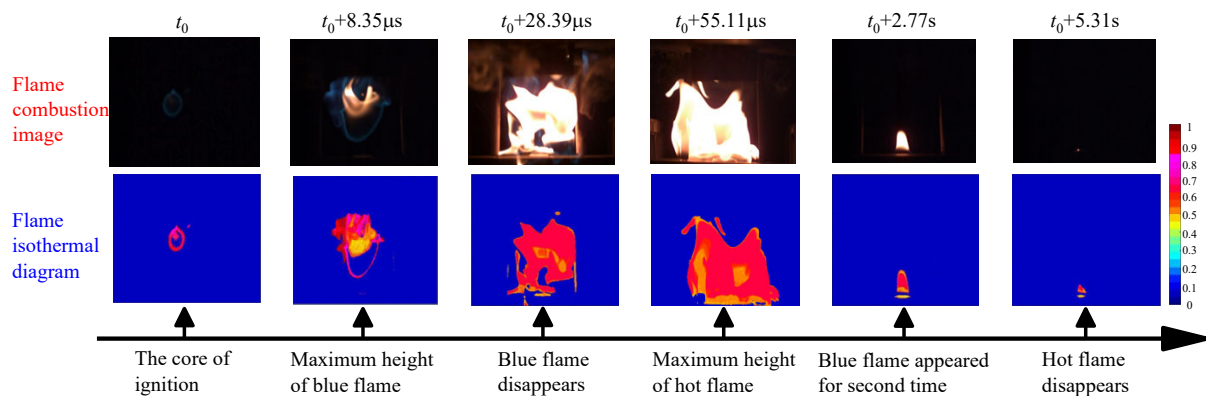 t₀
t₀+8.35μs
t₀+28.39μs
t₀+55.11μs
t₀+2.77s
t₀+5.31s
Flame
combustion
image
Flame
isothermal
diagram
1
0.9
0.8
0.7
0.6
0.5
0.4
0.3
0.2
0.1
0
The core of
ignition
Maximum height
of blue flame
Blue flame
disappears
Maximum height
of hot flame
Blue flame appeared
for second time
Hot flame
disappears